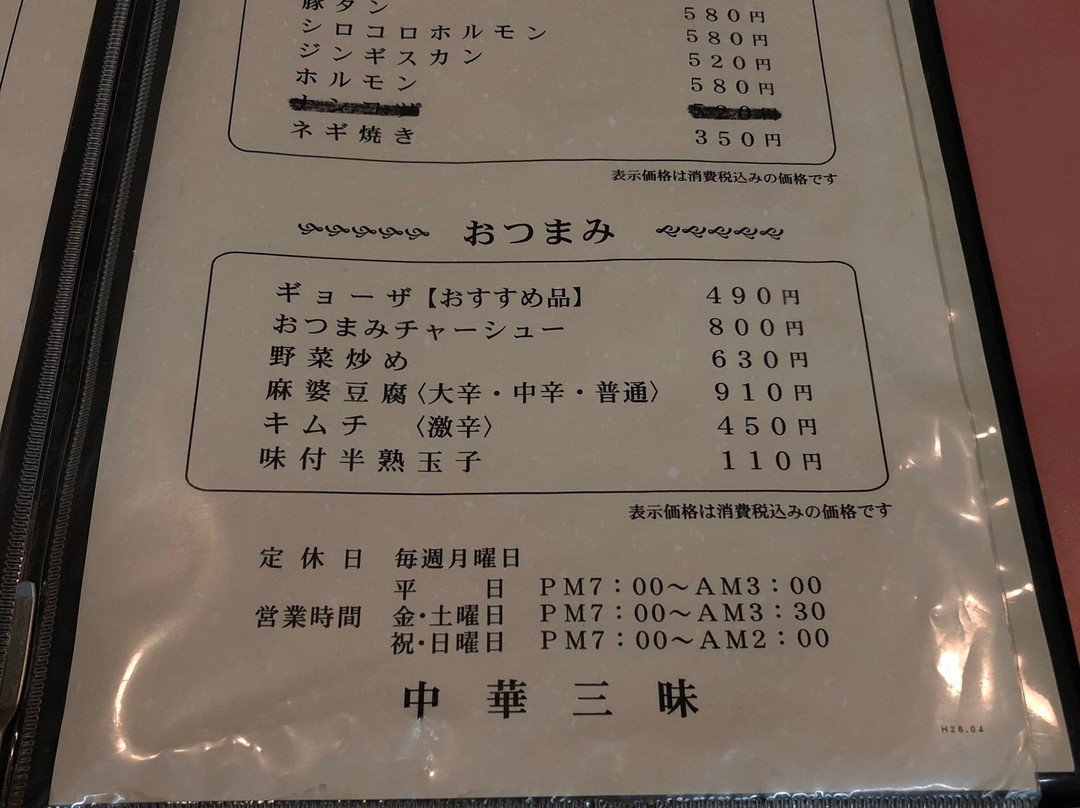 豚タン 580円
シロコロホルモン 580円
ジンギスカン 520円
ホルモン 580円
ネギ焼き 350円
表示価格は消費税込みの価格です
おつまみ
ギョーザ【おすすめ品】 490円
おつまみチャーシュー 800円
野菜炒め 630円
麻婆豆腐〈大辛・中辛・普通〉 910円
キムチ 〈激辛〉 450円
味付半熟玉子 110円
表示価格は消費税込みの価格です
定休日 毎週月曜日
平日 PM7:00〜AM3:00
営業時間 金・土曜日 PM7:00〜AM3:30
祝・日曜日 PM7:00〜AM2:00
中華三昧
H26.04